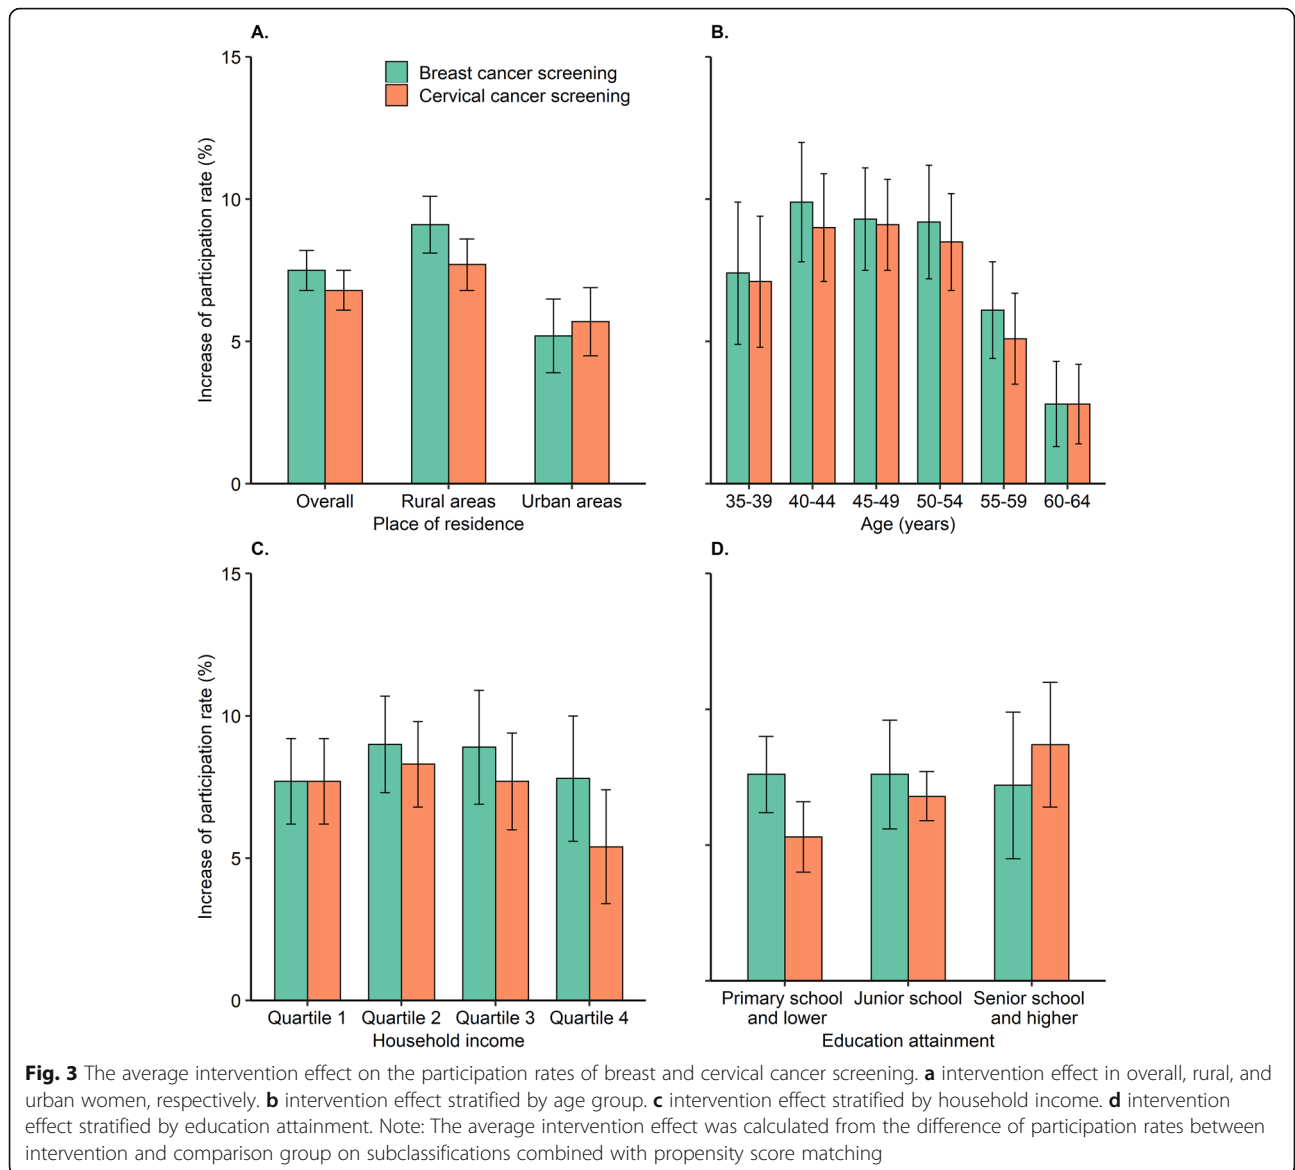 A.
15
10
5
0
Increase of participation rate (%)
Breast cancer screening
Cervical cancer screening
Overall Rural areas Urban areas
Place of residence
B.
35-39 40-44 45-49 50-54 55-59 60-64
Age (years)
C.
15
10
5
0
Increase of participation rate (%)
Quartile 1 Quartile 2 Quartile 3 Quartile 4
Household income
D.
Primary school Junior school Senior school
and lower and higher
Education attainment
Fig. 3 The average intervention effect on the participation rates of breast and cervical cancer screening. a intervention effect in overall, rural, and
urban women, respectively. b intervention effect stratified by age group. c intervention effect stratified by household income. d intervention
effect stratified by education attainment. Note: The average intervention effect was calculated from the difference of participation rates between
intervention and comparison group on subclassifications combined with propensity score matching